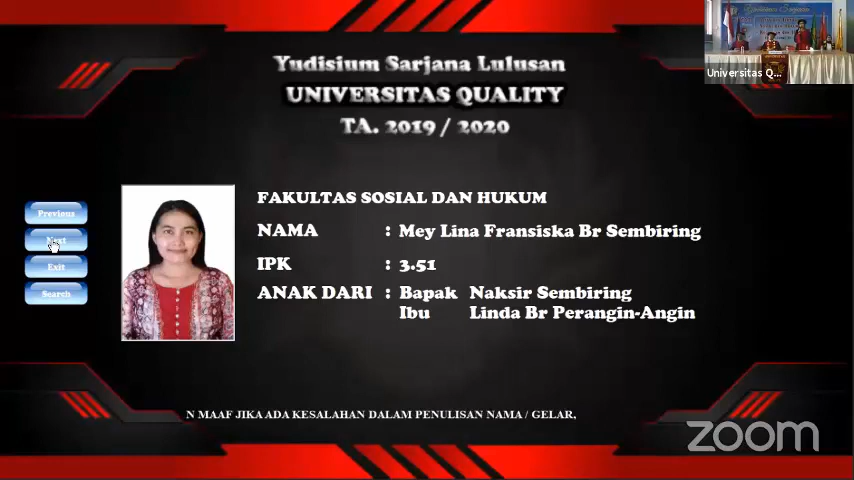 Yudisium Sarjana Lulusan
UNIVERSITAS QUALITY
TA. 2019 / 2020
Universitas Q...
Previous
Next
Exit
Search
FAKULTAS SOSIAL DAN HUKUM
NAMA : Mey Lina Fransiska Br Sembiring
IPK : 3.51
ANAK DARI : Bapak Naksir Sembiring
Ibu Linda Br Perangin-Angin
N MAAF JIKA ADA KESALAHAN DALAM PENULISAN NAMA / GELAR,
zoom